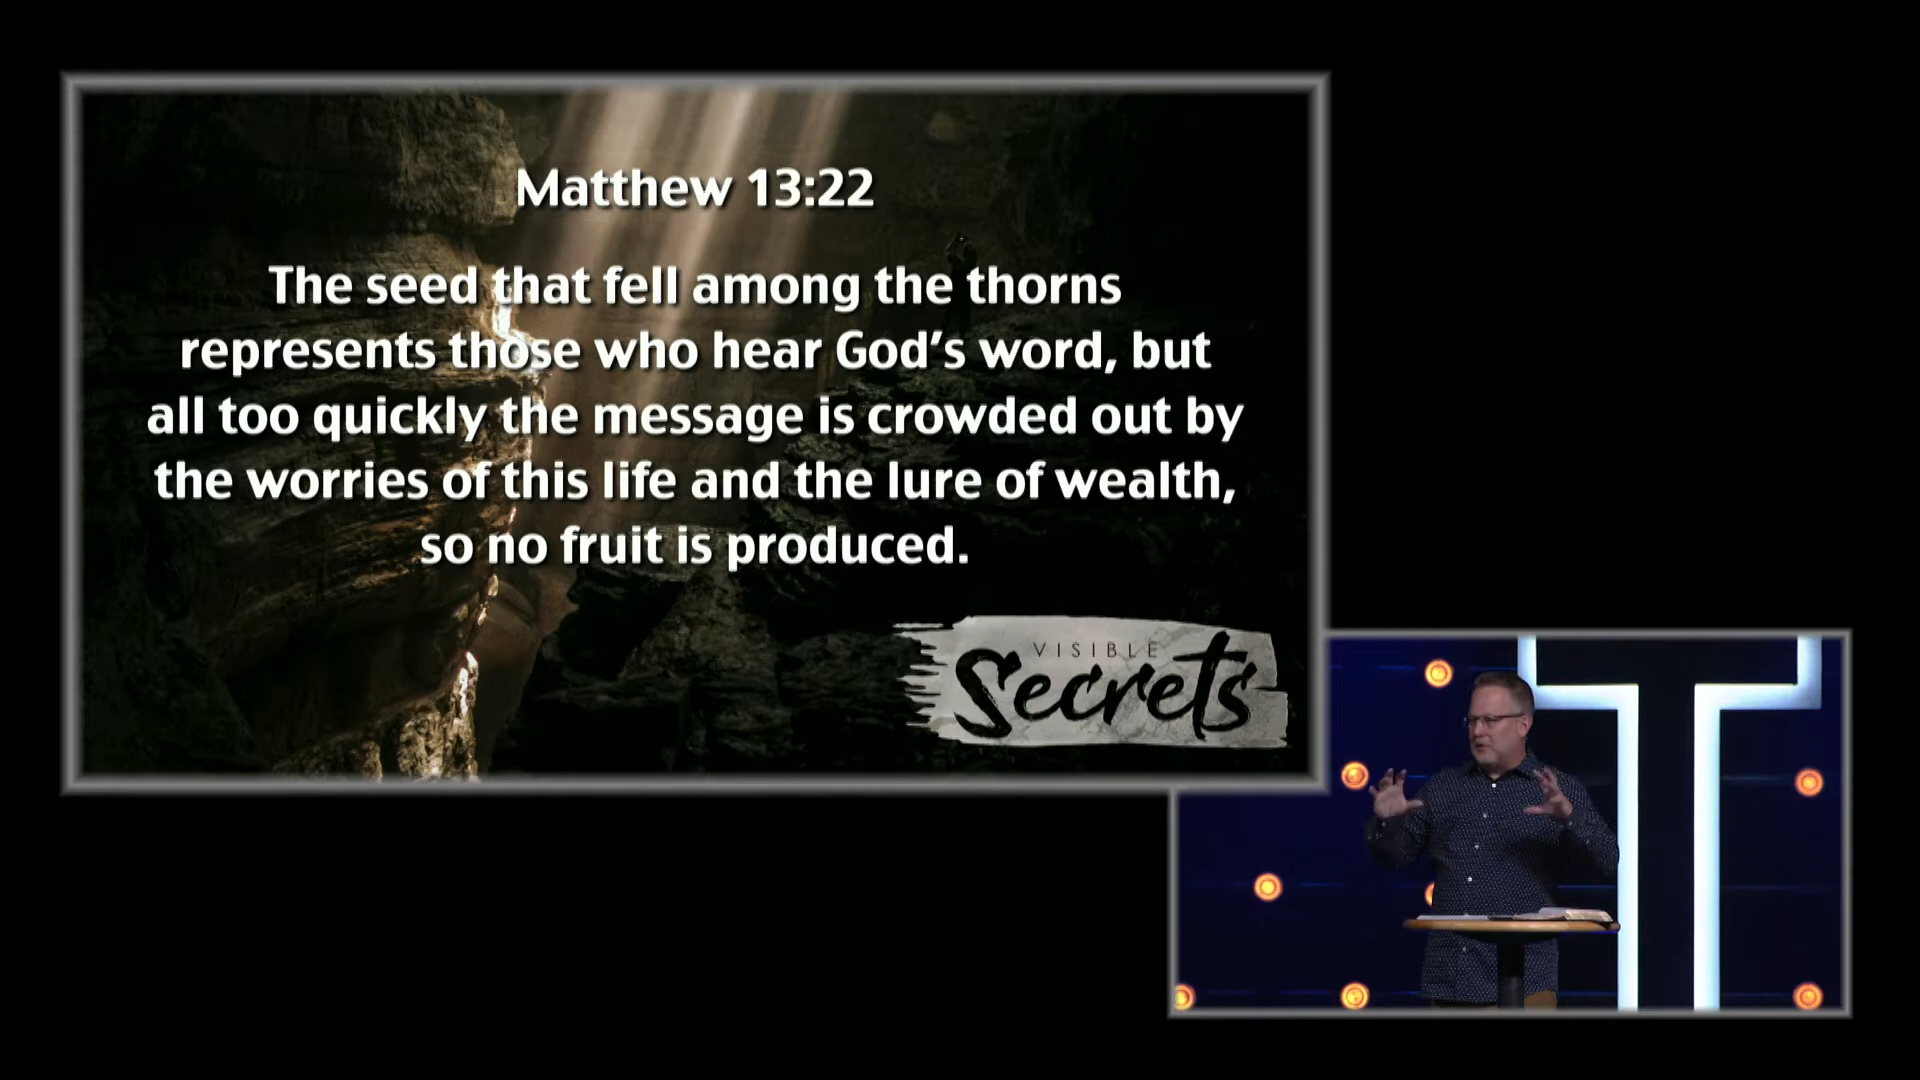 Matthew 13:22
The seed that fell among the thorns
represents those who hear God's word, but
all too quickly the message is crowded out by
the worries of this life and the lure of wealth,
so no fruit is produced.
VISIBLE
Secrets